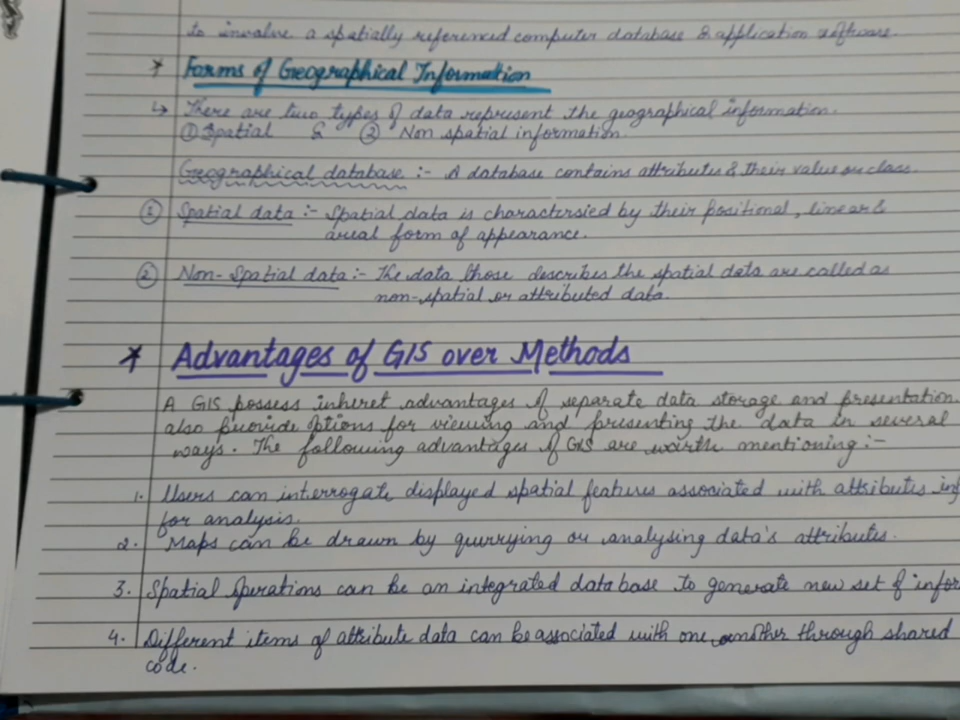 to involve a spatially referenced computer database & application software.
* Forms of Geographical Information
↳ There are two types of data represent the geographical information.
① Spatial & ② Non spatial information.
Geographical database :- A database contains attributes & their value or class.
① Spatial data :- Spatial data is charactersied by their positional, linear &
areal form of appearance.
② Non-Spatial data :- The data those describes the spatial data are called as
non-spatial or attributed data.
* Advantages of GIS over Methods
A GIS possess inheret advantages of separate data storage and presentation.
also provide options for viewing and presenting the data in several
ways. The following advantages of GIS are worth mentioning :-
1. Users can interrogate displayed spatial features associated with attributes inf
for analysis.
2. Maps can be drawn by querrying or analysing data's attributes.
3. Spatial operations can be an integrated database to generate new set of infor
4. Different items of attribute data can be associated with one another through shared
code.